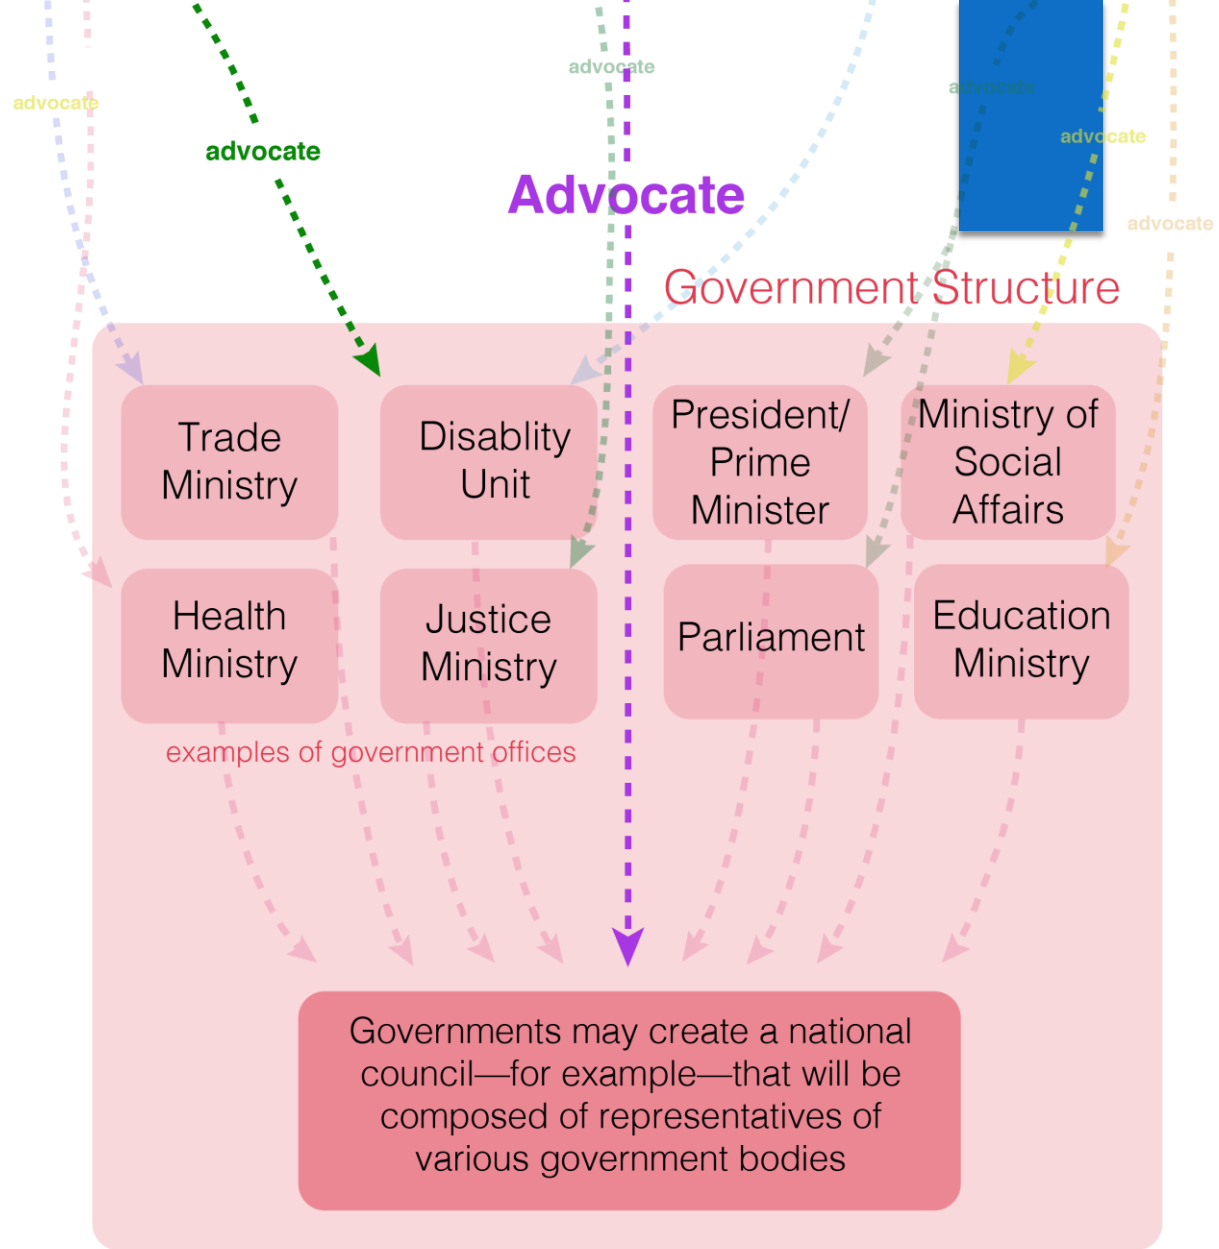 advocate
advocate
advocate
advocate
advocate
Advocate
advocate
Government Structure
Trade
Ministry
Disablity
Unit
President/
Prime
Minister
Ministry of
Social
Affairs
Health
Ministry
Justice
Ministry
Parliament
Education
Ministry
examples of government offices
Governments may create a national
council—for example—that will be
composed of representatives of
various government bodies